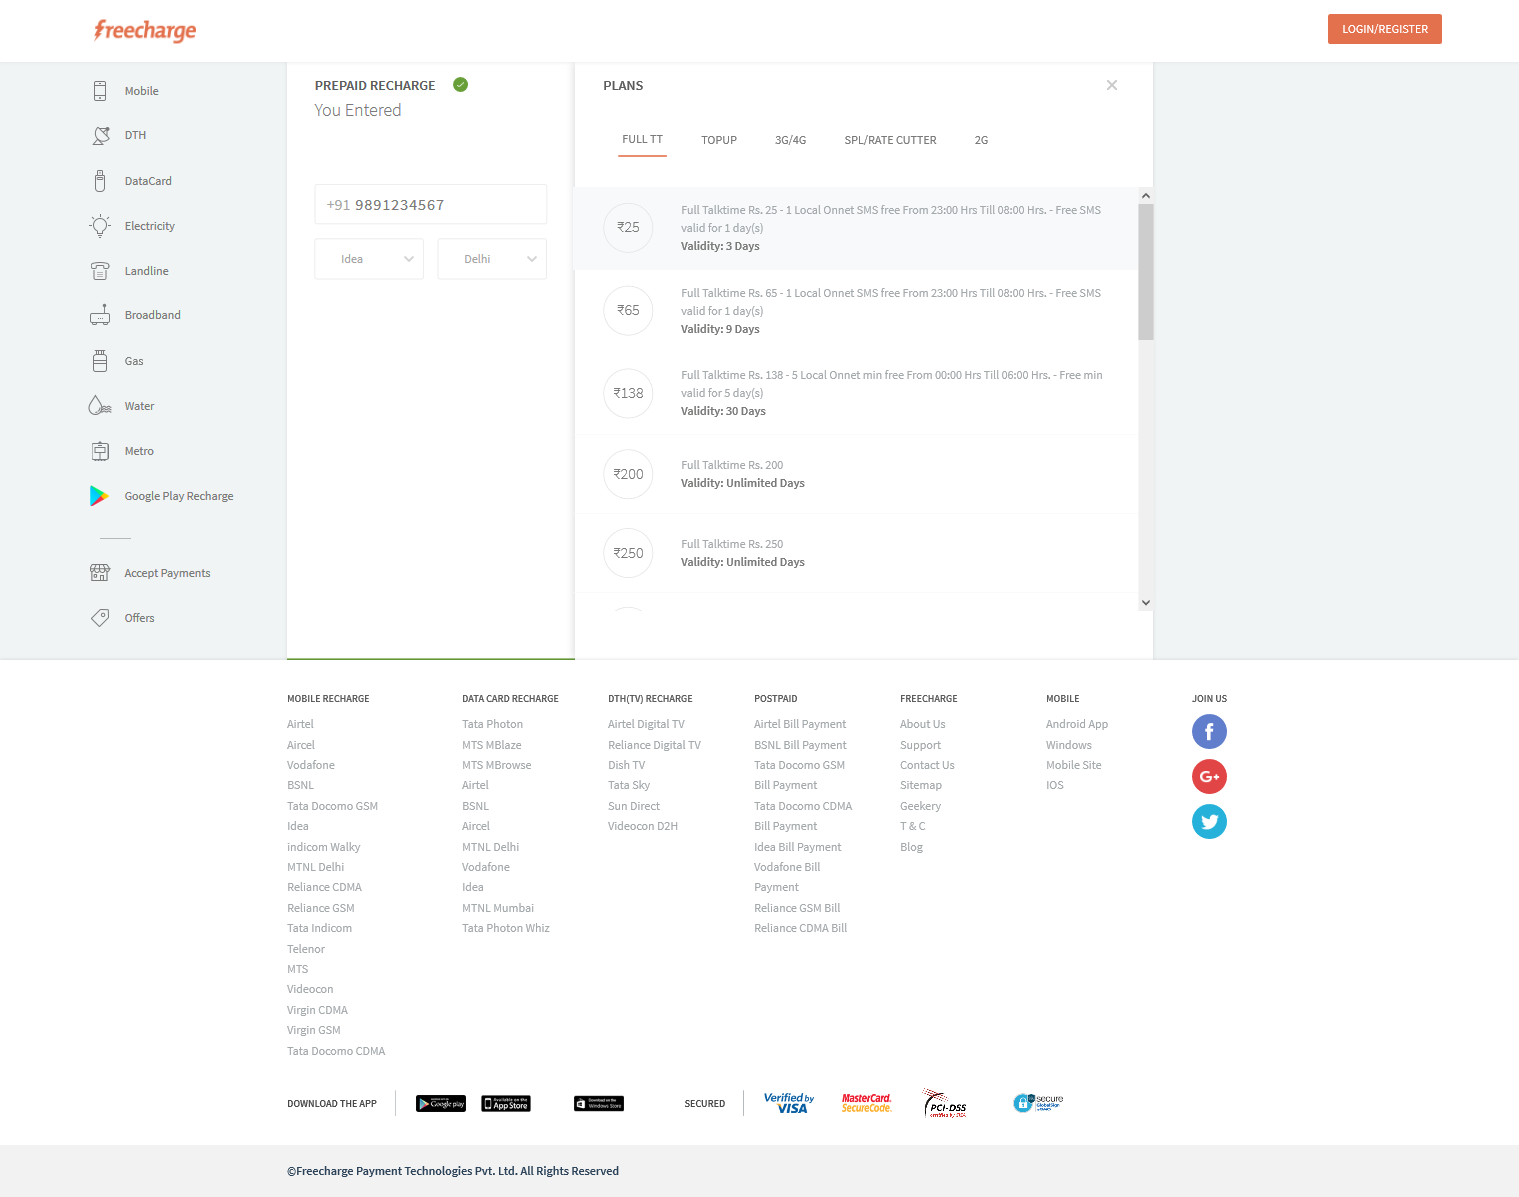 freecharge
LOGIN/REGISTER
Mobile
DTH
DataCard
Electricity
Landline
Broadband
Gas
Water
Metro
Google Play Recharge
Accept Payments
Offers
PREPAID RECHARGE
You Entered
+91 9891234567
Idea
Delhi
PLANS
FULL TT
TOPUP
3G/4G
SPL/RATE CUTTER
2G
₹25
Full Talktime Rs. 25 - 1 Local Onnet SMS free From 23:00 Hrs Till 08:00 Hrs. - Free SMS
valid for 1 day(s)
Validity: 3 Days
₹65
Full Talktime Rs. 65 - 1 Local Onnet SMS free From 23:00 Hrs Till 08:00 Hrs. - Free SMS
valid for 1 day(s)
Validity: 9 Days
₹138
Full Talktime Rs. 138 - 5 Local Onnet min free From 00:00 Hrs Till 06:00 Hrs. - Free min
valid for 5 day(s)
Validity: 30 Days
₹200
Full Talktime Rs. 200
Validity: Unlimited Days
₹250
Full Talktime Rs. 250
Validity: Unlimited Days
MOBILE RECHARGE
Airtel
Aircel
Vodafone
BSNL
Tata Docomo GSM
Idea
indicom Walky
MTNL Delhi
Reliance CDMA
Reliance GSM
Tata Indicom
Telenor
MTS
Videocon
Virgin CDMA
Virgin GSM
Tata Docomo CDMA
DATA CARD RECHARGE
Tata Photon
MTS MBlaze
MTS MBrowse
Airtel
BSNL
Aircel
MTNL Delhi
Vodafone
Idea
MTNL Mumbai
Tata Photon Whiz
DTH(TV) RECHARGE
Airtel Digital TV
Reliance Digital TV
Dish TV
Tata Sky
Sun Direct
Videocon D2H
POSTPAID
Airtel Bill Payment
BSNL Bill Payment
Tata Docomo GSM
Bill Payment
Tata Docomo CDMA
Bill Payment
Idea Bill Payment
Vodafone Bill
Payment
Reliance GSM Bill
Reliance CDMA Bill
FREECHARGE
About Us
Support
Contact Us
Sitemap
Geekery
T & C
Blog
MOBILE
Android App
Windows
Mobile Site
IOS
JOIN US
f
G+
DOWNLOAD THE APP
Google play
Available on the
App Store
Download on the
Windows Store
SECURED
Verified by
VISA
MasterCard.
SecureCode.
PCI-DSS
secure
GlobalSign
©Freecharge Payment Technologies Pvt. Ltd. All Rights Reserved